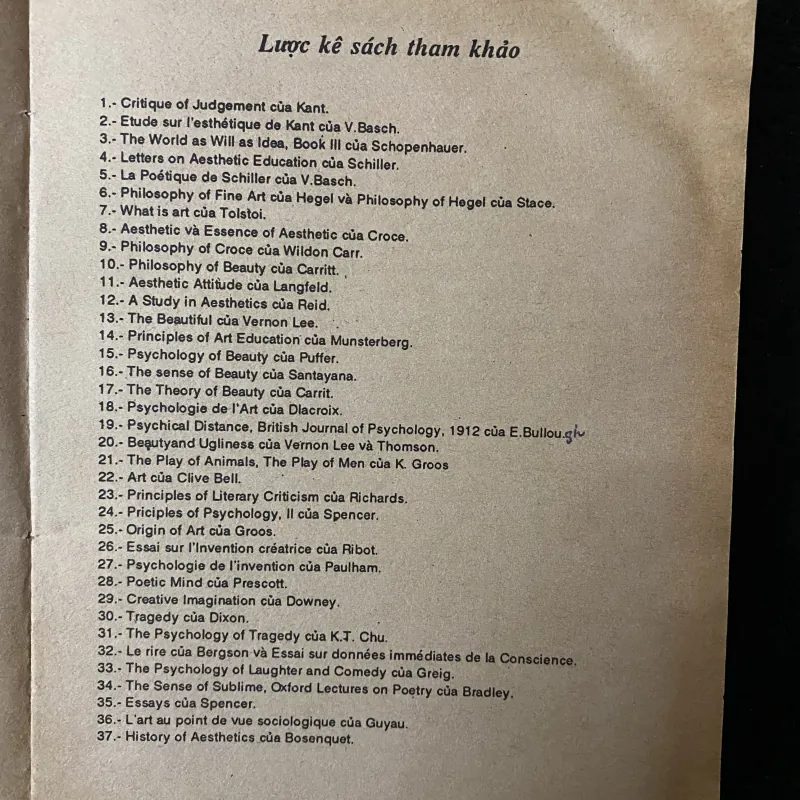 Lược kê sách tham khảo
1.- Critique of Judgement của Kant.
2.- Etude sur l'esthétique de Kant của V.Basch.
3.- The World as Will as Idea, Book III của Schopenhauer.
4.- Letters on Aesthetic Education của Schiller.
5.- La Poétique de Schiller của V.Basch.
6.- Philosophy of Fine Art của Hegel và Philosophy of Hegel của Stace.
7.- What is art của Tolstoi.
8.- Aesthetic và Essence of Aesthetic của Croce.
9.- Philosophy of Croce của Wildon Carr.
10.- Philosophy of Beauty của Carritt.
11.- Aesthetic Attitude của Langfeld.
12.- A Study in Aesthetics của Reid.
13.- The Beautiful của Vernon Lee.
14.- Principles of Art Education của Munsterberg.
15.- Psychology of Beauty của Puffer.
16.- The sense of Beauty của Santayana.
17.- The Theory of Beauty của Carrit.
18.- Psychologie de l'Art của Dlacroix.
19.- Psychical Distance, British Journal of Psychology, 1912 của E.Bullou.gh
20.- Beautyand Ugliness của Vernon Lee và Thomson.
21.- The Play of Animals, The Play of Men của K. Groos
22.- Art của Clive Bell.
23.- Principles of Literary Criticism của Richards.
24.- Priciples of Psychology, II của Spencer.
25.- Origin of Art của Groos.
26.- Essai sur l'Invention créatrice của Ribot.
27.- Psychologie de l'invention của Paulham.
28.- Poetic Mind của Prescott.
29.- Creative Imagination của Downey.
30.- Tragedy của Dixon.
31.- The Psychology of Tragedy của K.T. Chu.
32.- Le rire của Bergson và Essai sur données immédiates de la Conscience.
33.- The Psychology of Laughter and Comedy của Greig.
34.- The Sense of Sublime, Oxford Lectures on Poetry của Bradley.
35.- Essays của Spencer.
36.- L'art au point de vue sociologique của Guyau.
37.- History of Aesthetics của Bosenquet.